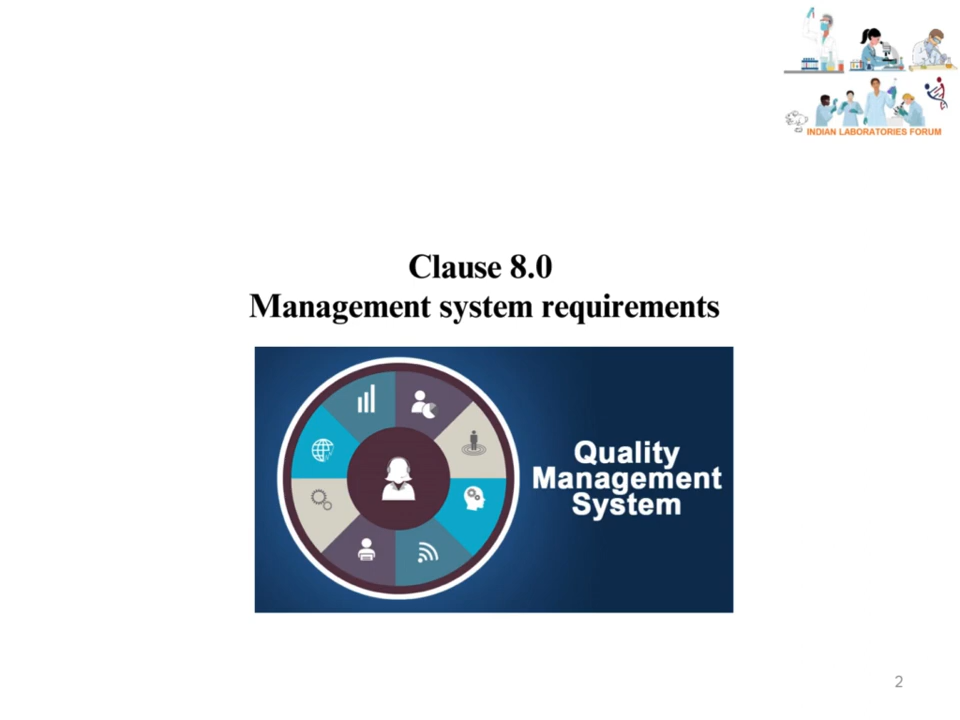 INDIAN LABORATORIES FORUM
Clause 8.0
Management system requirements
Quality
Management
System
2